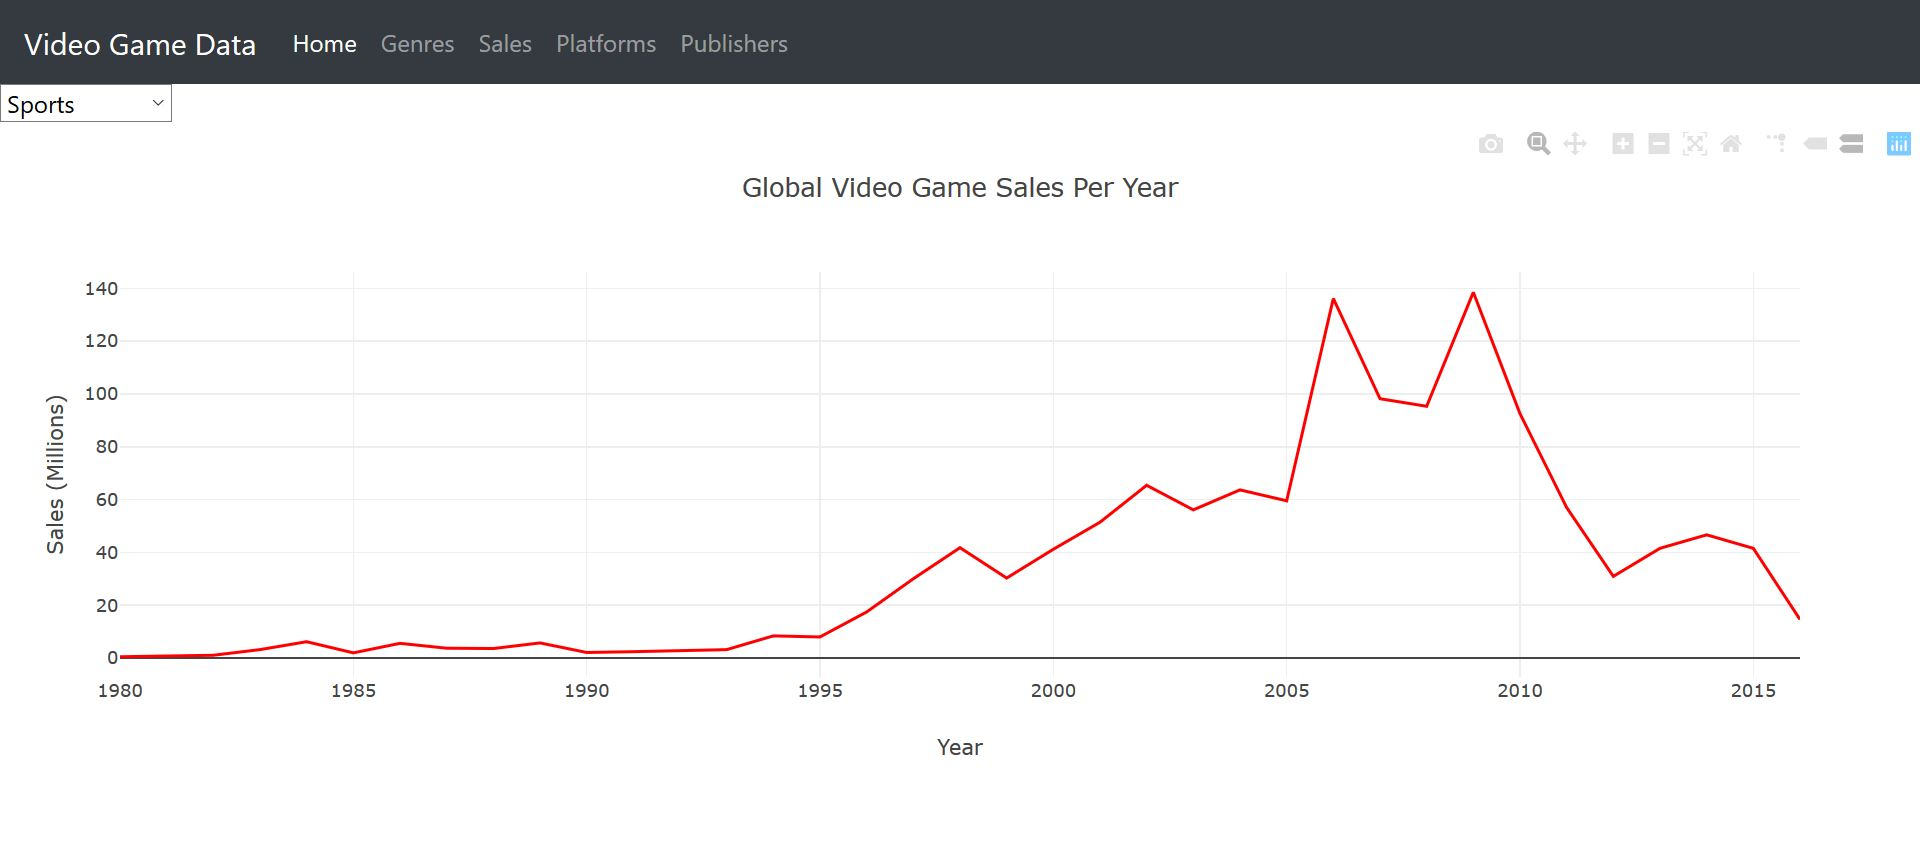 Video Game Data Home Genres Sales Platforms Publishers
Sports
Global Video Game Sales Per Year
140
120
100
80
60
40
20
0
Sales (Millions)
1980 1985 1990 1995 2000 2005 2010 2015
Year